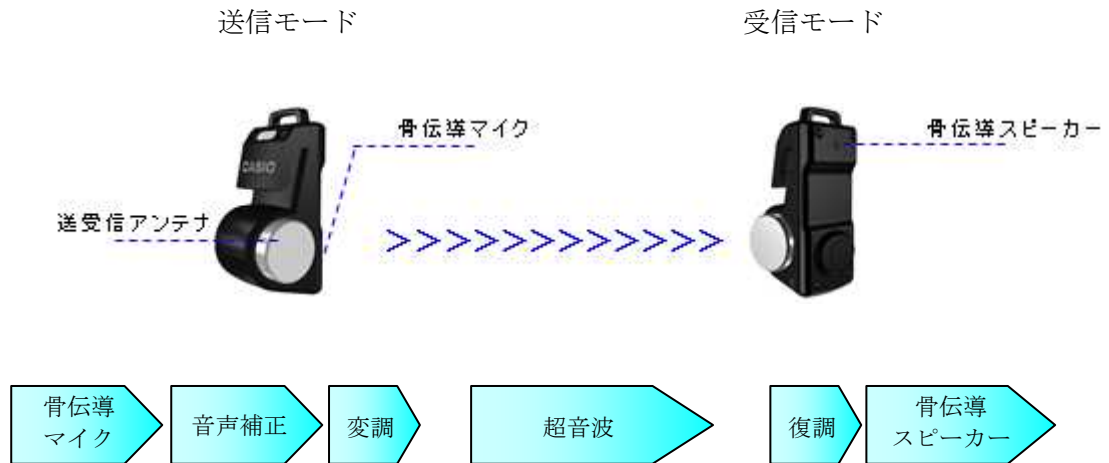 送信モード
受信モード
骨伝導マイク
骨伝導スピーカー
CASIO
送受信アンテナ
>>>>>>>>>>>>
骨伝導
マイク
音声補正
変調
超音波
復調
骨伝導
スピーカー